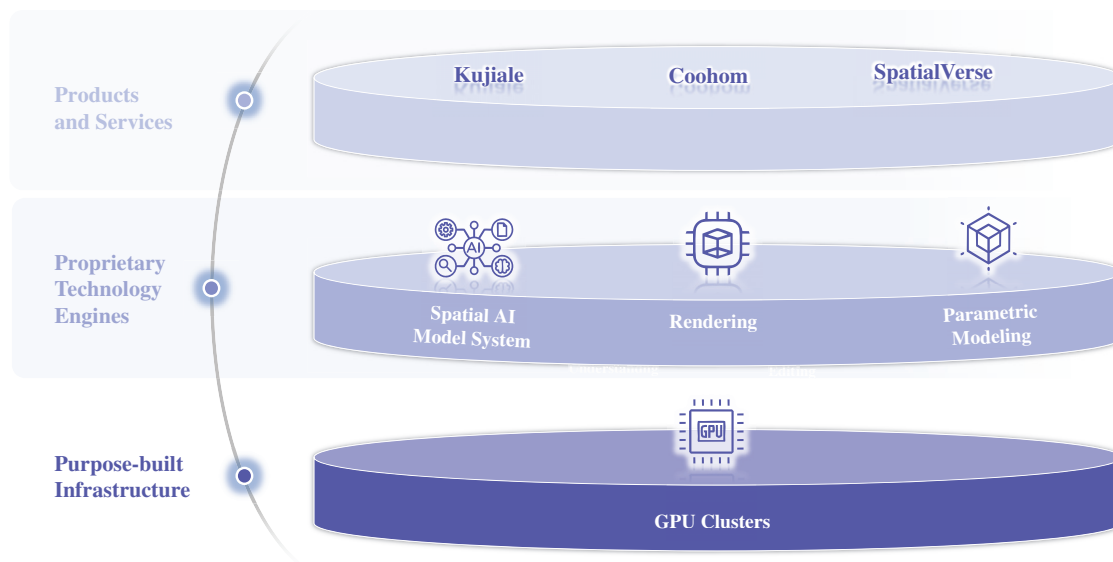 Products
and Services
Kujiale
Coohom
SpatialVerse
Proprietary
Technology
Engines
AI
Spatial AI
Model System
Rendering
Parametric
Modeling
Editing
Purpose-built
Infrastructure
GPU
GPU Clusters